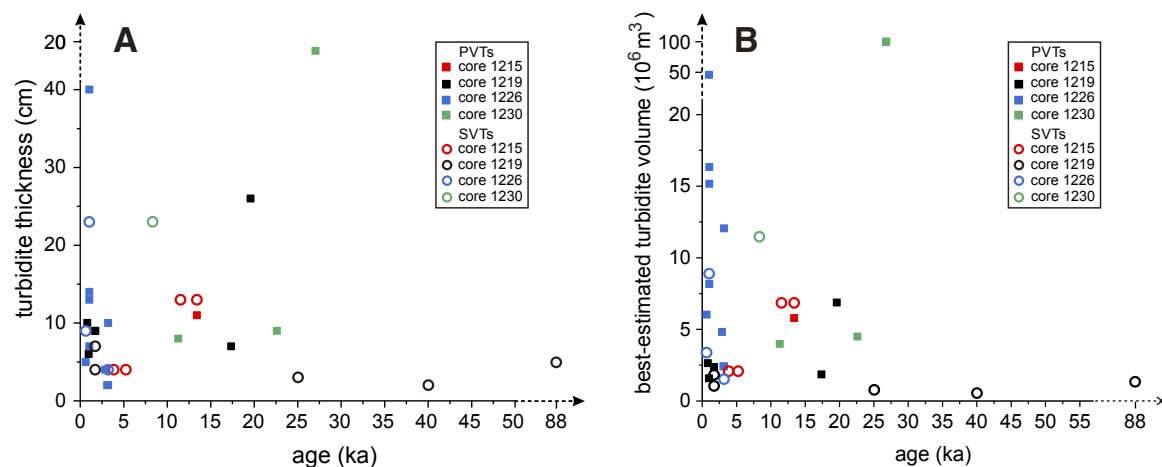 A
turbidite thickness (cm)
20
40
30
20
10
0
0 5 10 15 20 25 30 35 40 45 50 88
age (ka)
PVTs
core 1215
core 1219
core 1226
core 1230
SVTs
core 1215
core 1219
core 1226
core 1230
B
best-estimated turbidite volume (10⁶ m³)
100
50
20
15
10
5
0
0 5 10 15 20 25 30 35 40 45 50 55 88
age (ka)
PVTs
core 1215
core 1219
core 1226
core 1230
SVTs
core 1215
core 1219
core 1226
core 1230